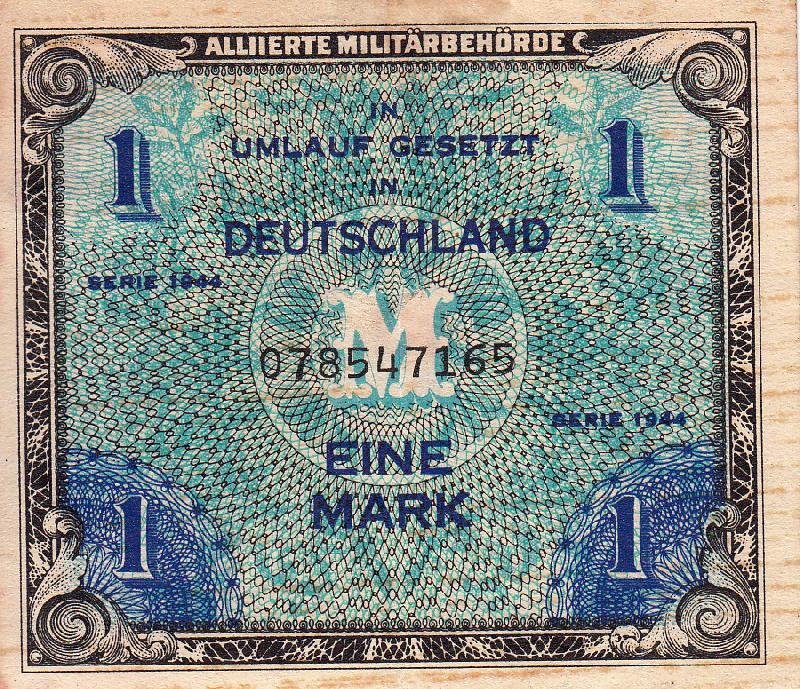 ALLIIERTE MILITÄRBEHÖRDE
1 1
IN
UMLAUF GESETZT
IN
DEUTSCHLAND
SERIE 1944
M
078547165
SERIE 1944
EINE
MARK
1 1